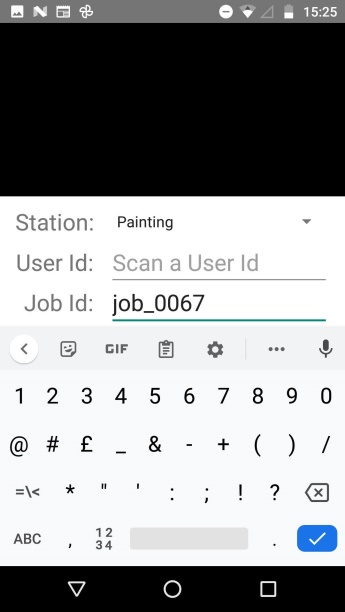 15:25
Station: Painting
User Id: Scan a User Id
Job Id: job_0067
GIF
1 2 3 4 5 6 7 8 9 0
@ # £ _ & - + ( ) /
=\< * " ' : ; ! ?
ABC , 12 34 .